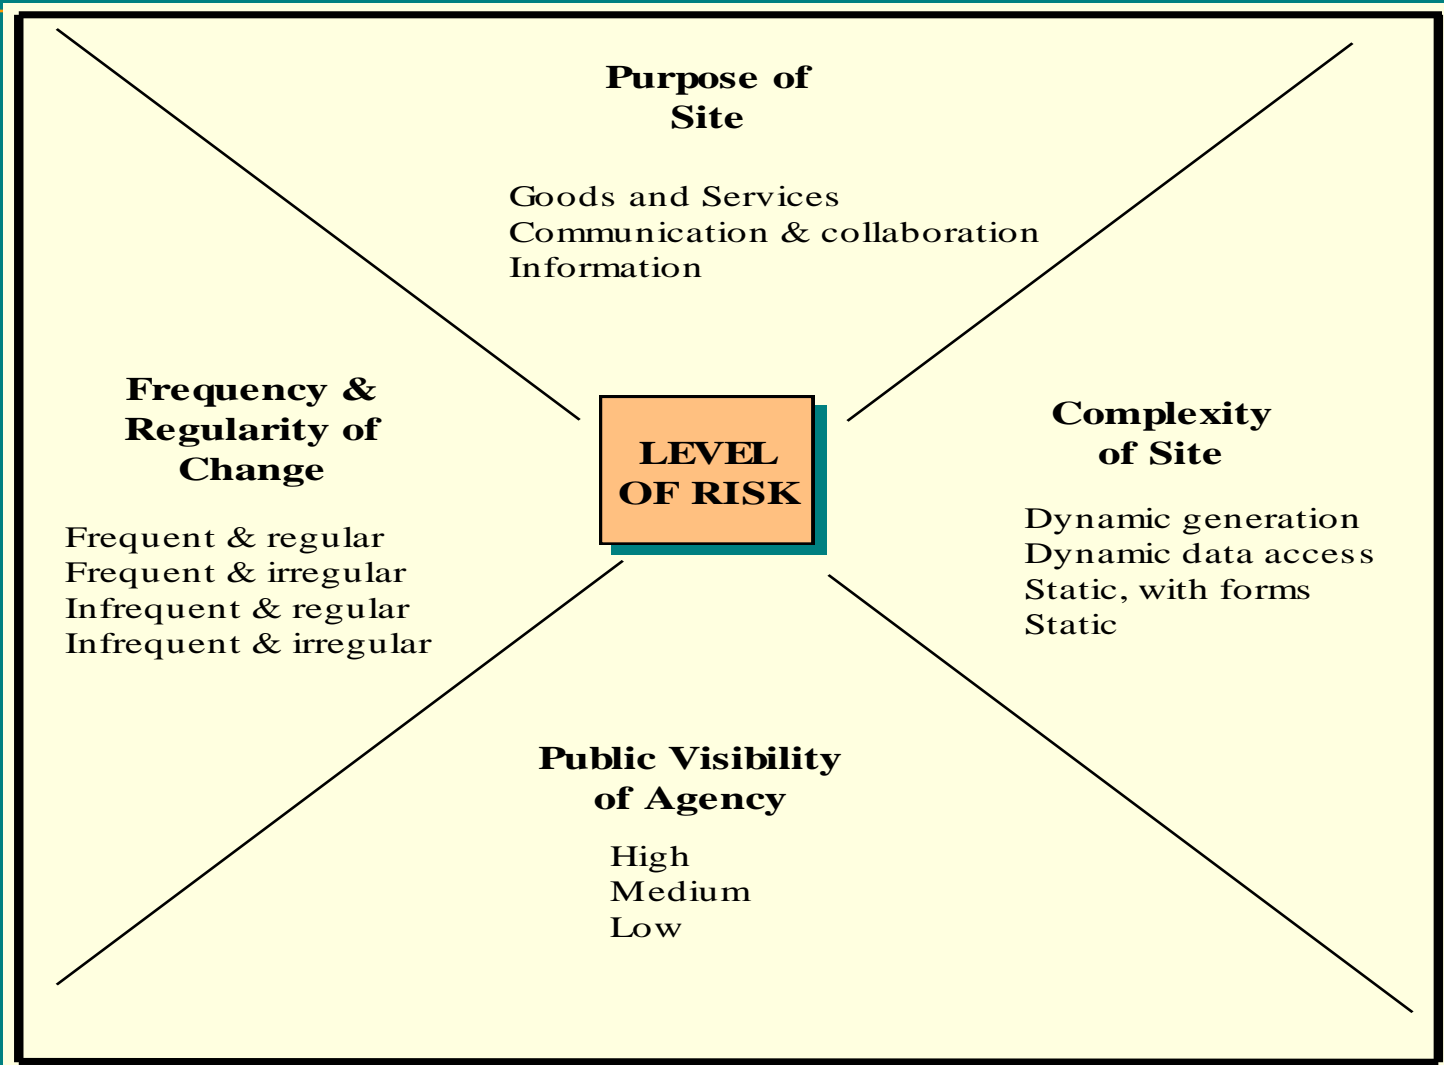 Purpose of
Site
Goods and Services
Communication & collaboration
Information
Frequency &
Regularity of
Change
Frequent & regular
Frequent & irregular
Infrequent & regular
Infrequent & irregular
LEVEL
OF RISK
Complexity
of Site
Dynamic generation
Dynamic data access
Static, with forms
Static
Public Visibility
of Agency
High
Medium
Low